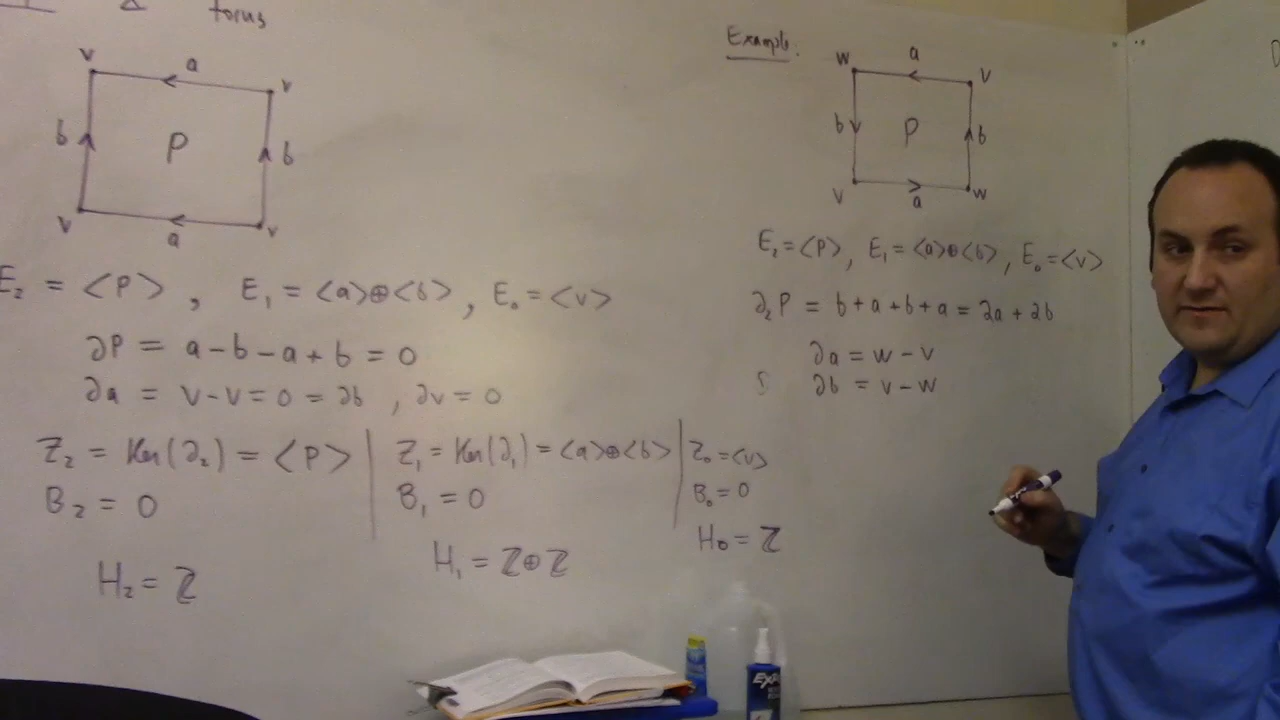 torus
v a v
b P b
v a v
E₂ = <P> , E₁ = <a>⊕<b> , E₀ = <v>
∂P = a - b - a + b = 0
∂a = v - v = 0 = ∂b , ∂v = 0
Z₂ = Ker(∂₂) = <P> | Z₁ = Ker(∂₁) = <a>⊕<b> | Z₀ = <v>
B₂ = 0 B₁ = 0 B₀ = 0
H₂ = ℤ H₁ = ℤ⊕ℤ H₀ = ℤ
Example:
w a v
b P b
v a w
E₂ = <P> , E₁ = <a>⊕<b> , E₀ = <v>
∂₂P = b + a + b + a = 2a + 2b
∂a = w - v
∂b = v - w
EXP